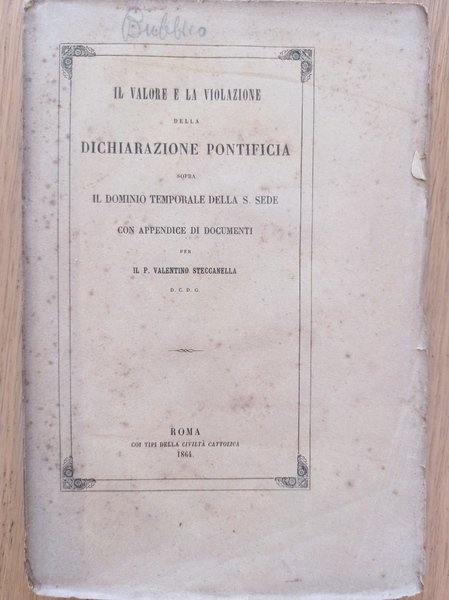 Bubbico
IL VALORE E LA VIOLAZIONE
DELLA
DICHIARAZIONE PONTIFICIA
SOPRA
IL DOMINIO TEMPORALE DELLA S. SEDE
CON APPENDICE DI DOCUMENTI
PER
IL P. VALENTINO STECCANELLA
D. C. D. G.
ROMA
COI TIPI DELLA CIVILTÀ CATTOLICA
1864.